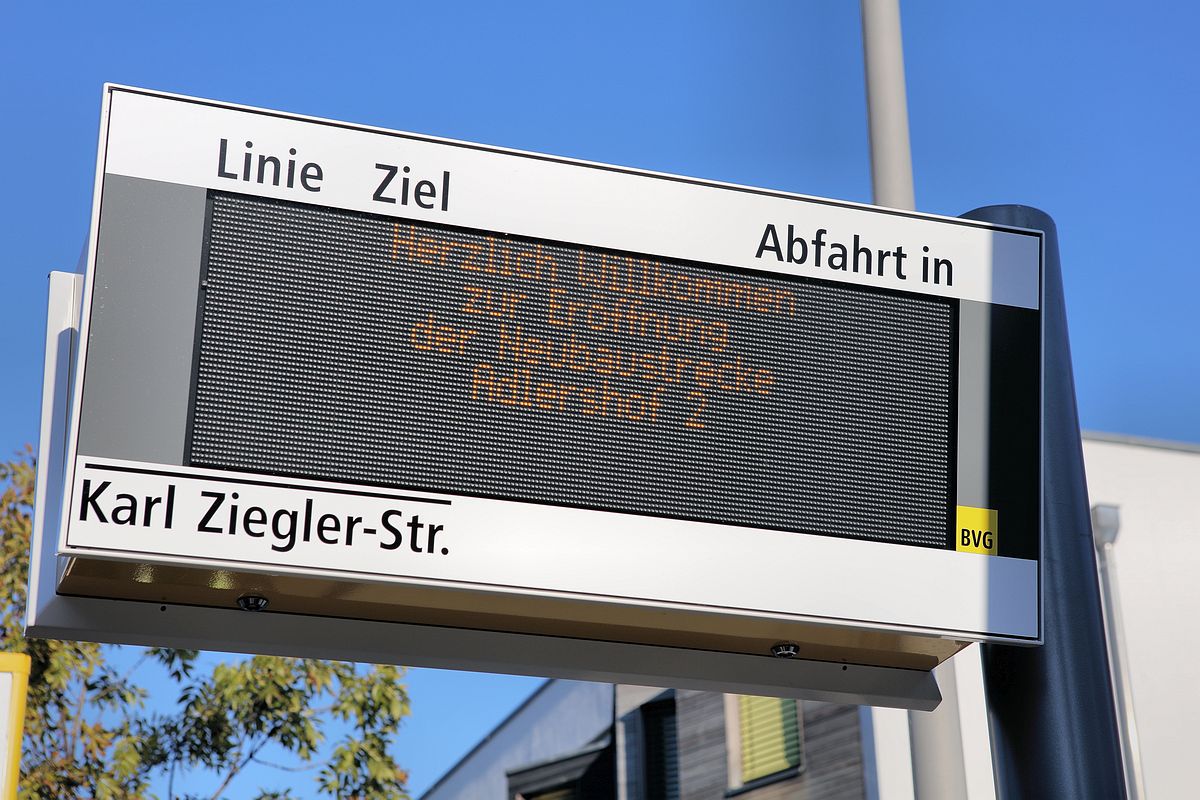 Linie Ziel Abfahrt in
Herzlich Willkommen
zur Eröffnung
der Neubaustrecke
Adlershof 2
Karl Ziegler-Str.
BVG